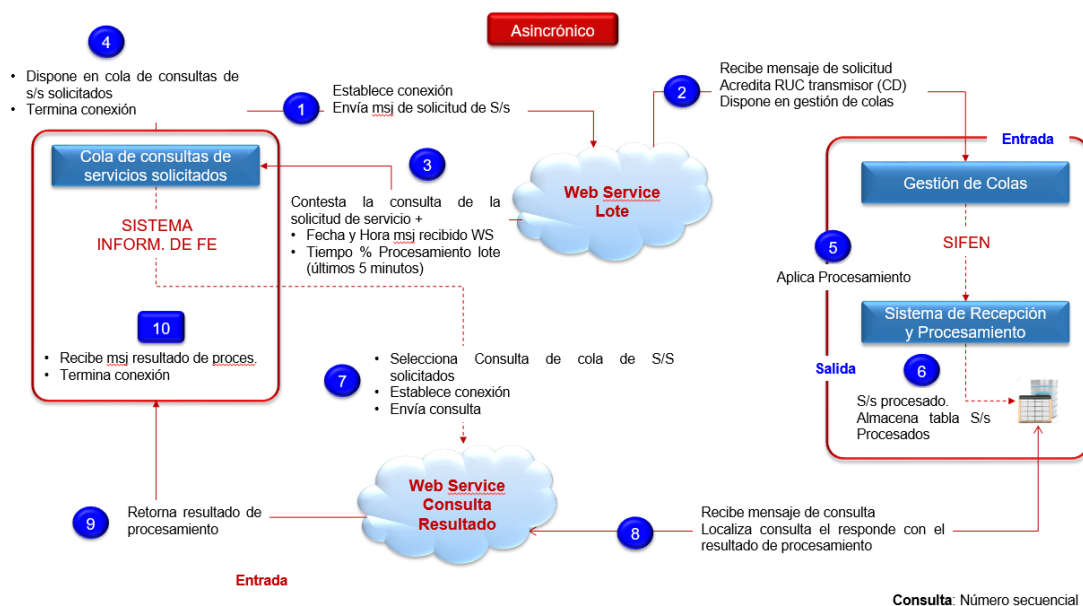 Asincrónico
4
• Dispone en cola de consultas de
s/s solicitados
• Termina conexión
1
Establece conexión
Envía msj de solicitud de S/s
2
Recibe mensaje de solicitud
Acredita RUC transmisor (CD)
Dispone en gestión de colas
Cola de consultas de
servicios solicitados
SISTEMA
INFORM. DE FE
3
Contesta la consulta de la
solicitud de servicio +
• Fecha y Hora msj recibido WS
• Tiempo % Procesamiento lote
(últimos 5 minutos)
Web Service
Lote
Entrada
Gestión de Colas
SIFEN
5
Aplica Procesamiento
Sistema de Recepción
y Procesamiento
Salida
6
S/s procesado.
Almacena tabla S/s
Procesados
10
• Recibe msj resultado de proces.
• Termina conexión
7
• Selecciona Consulta de cola de S/S
solicitados
• Establece conexión
• Envía consulta
Web Service
Consulta
Resultado
9
Retorna resultado de
procesamiento
8
Recibe mensaje de consulta
Localiza consulta el responde con el
resultado de procesamiento
Entrada
Consulta: Número secuencial